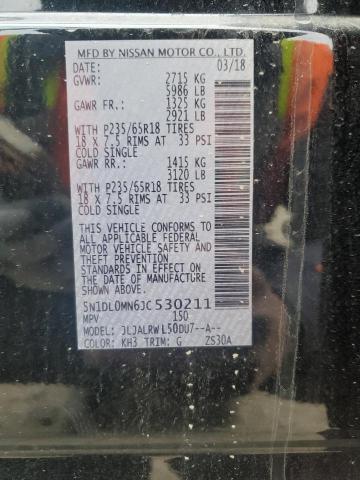 MFD BY NISSAN MOTOR CO., LTD.
DATE: 03/18
GVWR: 2715 KG
5986 LB
GAWR FR: 1325 KG
2921 LB
WITH P235/65R18 TIRES
18 X 7.5 RIMS AT 33 PSI
COLD SINGLE
GAWR RR.: 1415 KG
3120 LB
WITH P235/65R18 TIRES
18 X 7.5 RIMS AT 33 PSI
COLD SINGLE
THIS VEHICLE CONFORMS TO
ALL APPLICABLE FEDERAL
MOTOR VEHICLE SAFETY
AND THEFT PREVENTION
STANDARDS IN EFFECT ON
THE DATE OF MANUFACTURE
SHOWN ABOVE.
5N1DL0MN6JC530211
MPV 150
MODEL: JLJALRW L50DU7--A--
COLOR: KH3 TRIM: G ZS30A